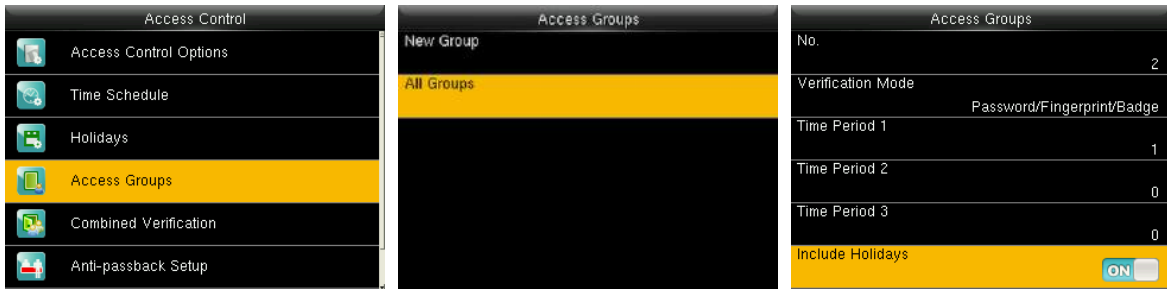 Access Control
Access Control Options
Time Schedule
Holidays
Access Groups
Combined Verification
Anti-passback Setup
Access Groups
New Group
All Groups
Access Groups
No.
2
Verification Mode
Password/Fingerprint/Badge
Time Period 1
1
Time Period 2
0
Time Period 3
0
Include Holidays
ON